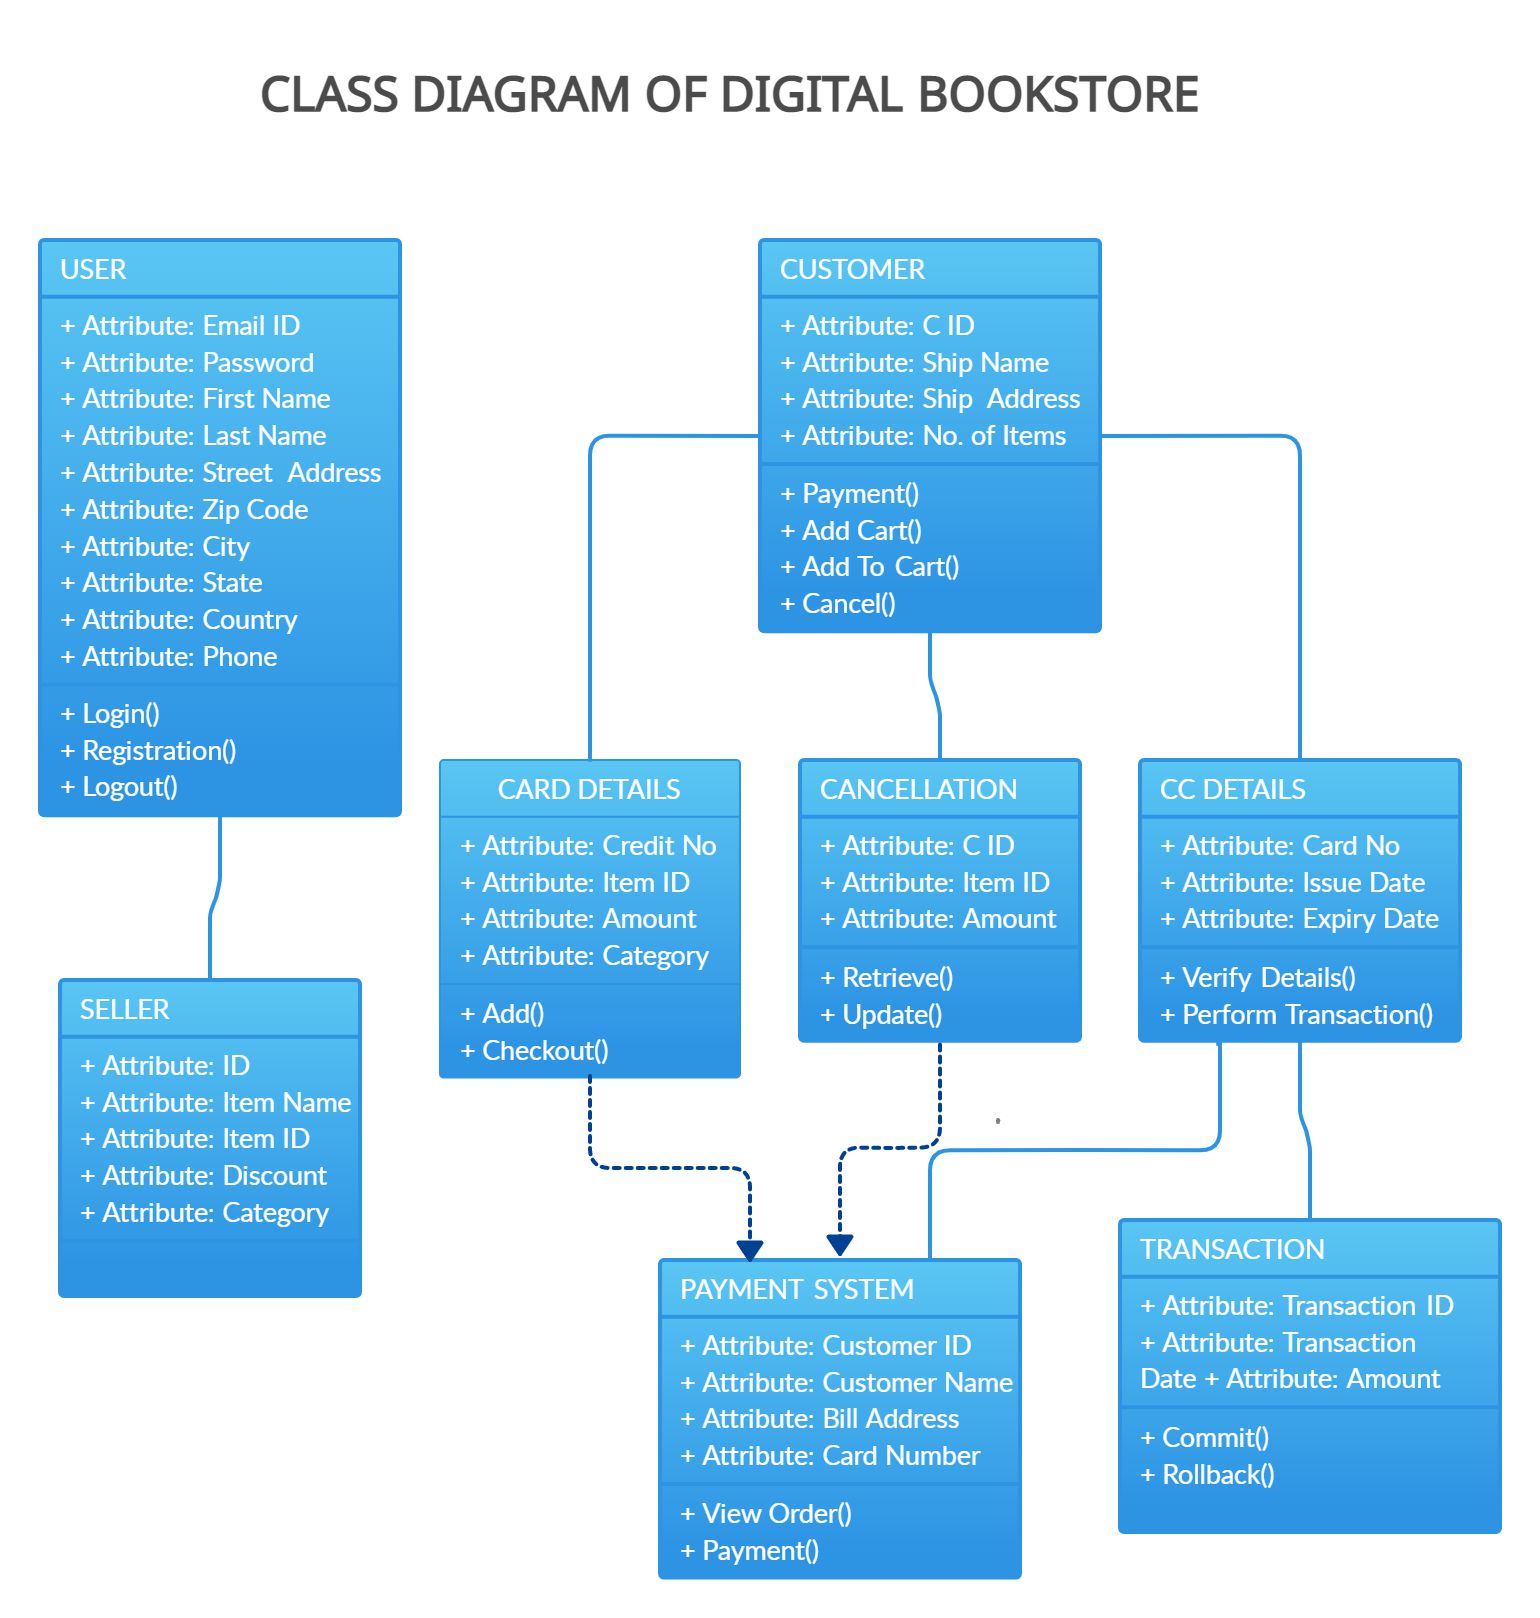 CLASS DIAGRAM OF DIGITAL BOOKSTORE
USER
+ Attribute: Email ID
+ Attribute: Password
+ Attribute: First Name
+ Attribute: Last Name
+ Attribute: Street Address
+ Attribute: Zip Code
+ Attribute: City
+ Attribute: State
+ Attribute: Country
+ Attribute: Phone
+ Login()
+ Registration()
+ Logout()
CUSTOMER
+ Attribute: C ID
+ Attribute: Ship Name
+ Attribute: Ship Address
+ Attribute: No. of Items
+ Payment()
+ Add Cart()
+ Add To Cart()
+ Cancel()
CARD DETAILS
+ Attribute: Credit No
+ Attribute: Item ID
+ Attribute: Amount
+ Attribute: Category
+ Add()
+ Checkout()
CANCELLATION
+ Attribute: C ID
+ Attribute: Item ID
+ Attribute: Amount
+ Retrieve()
+ Update()
CC DETAILS
+ Attribute: Card No
+ Attribute: Issue Date
+ Attribute: Expiry Date
+ Verify Details()
+ Perform Transaction()
SELLER
+ Attribute: ID
+ Attribute: Item Name
+ Attribute: Item ID
+ Attribute: Discount
+ Attribute: Category
PAYMENT SYSTEM
+ Attribute: Customer ID
+ Attribute: Customer Name
+ Attribute: Bill Address
+ Attribute: Card Number
+ View Order()
+ Payment()
TRANSACTION
+ Attribute: Transaction ID
+ Attribute: Transaction
Date + Attribute: Amount
+ Commit()
+ Rollback()